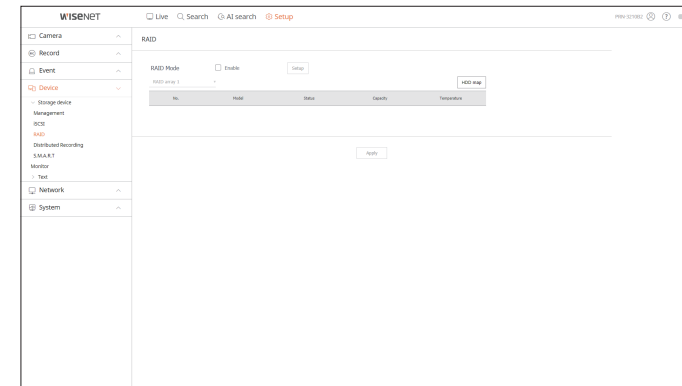 WISENET Live Search AI search Setup
Camera
RAID
Record
Event
RAID Mode Enable Setup
Device
RAID array 1 HDD map
Storage device
No. Model Status Capacity Temperature
Management
iSCSI
RAID
Distributed Recording
S.M.A.R.T
Monitor
Text
Apply
Network
System